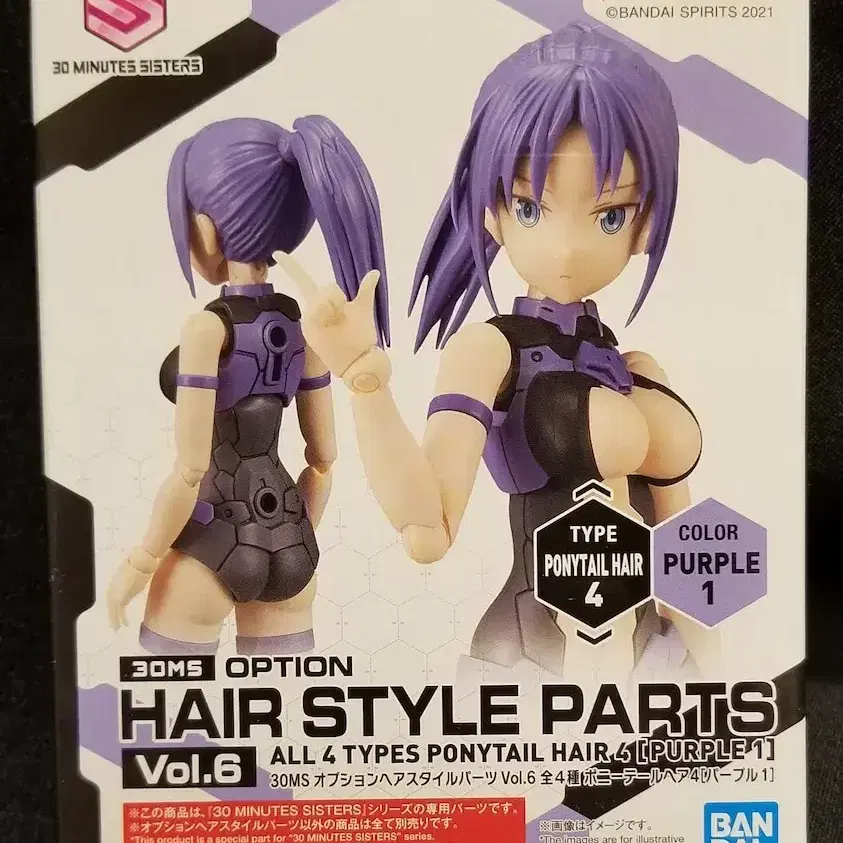 ©BANDAI SPIRITS 2021
30 MINUTES SISTERS
TYPE
PONYTAIL HAIR
4
COLOR
PURPLE
1
30MS OPTION
HAIR STYLE PARTS
Vol.6
ALL 4 TYPES PONYTAIL HAIR 4 [PURPLE 1]
30MS オプションヘアスタイルパーツ Vol.6 全4種 ポニーテールヘア4[パープル1]
※この商品は、「30 MINUTES SISTERS」シリーズの専用パーツです。
※オプションヘアスタイルパーツ以外の商品は全て別売りです。
*This product is a special part for "30 MINUTES SISTERS" series.
※画像はイメージです。
*The images are for illustrative
BAN
DAI